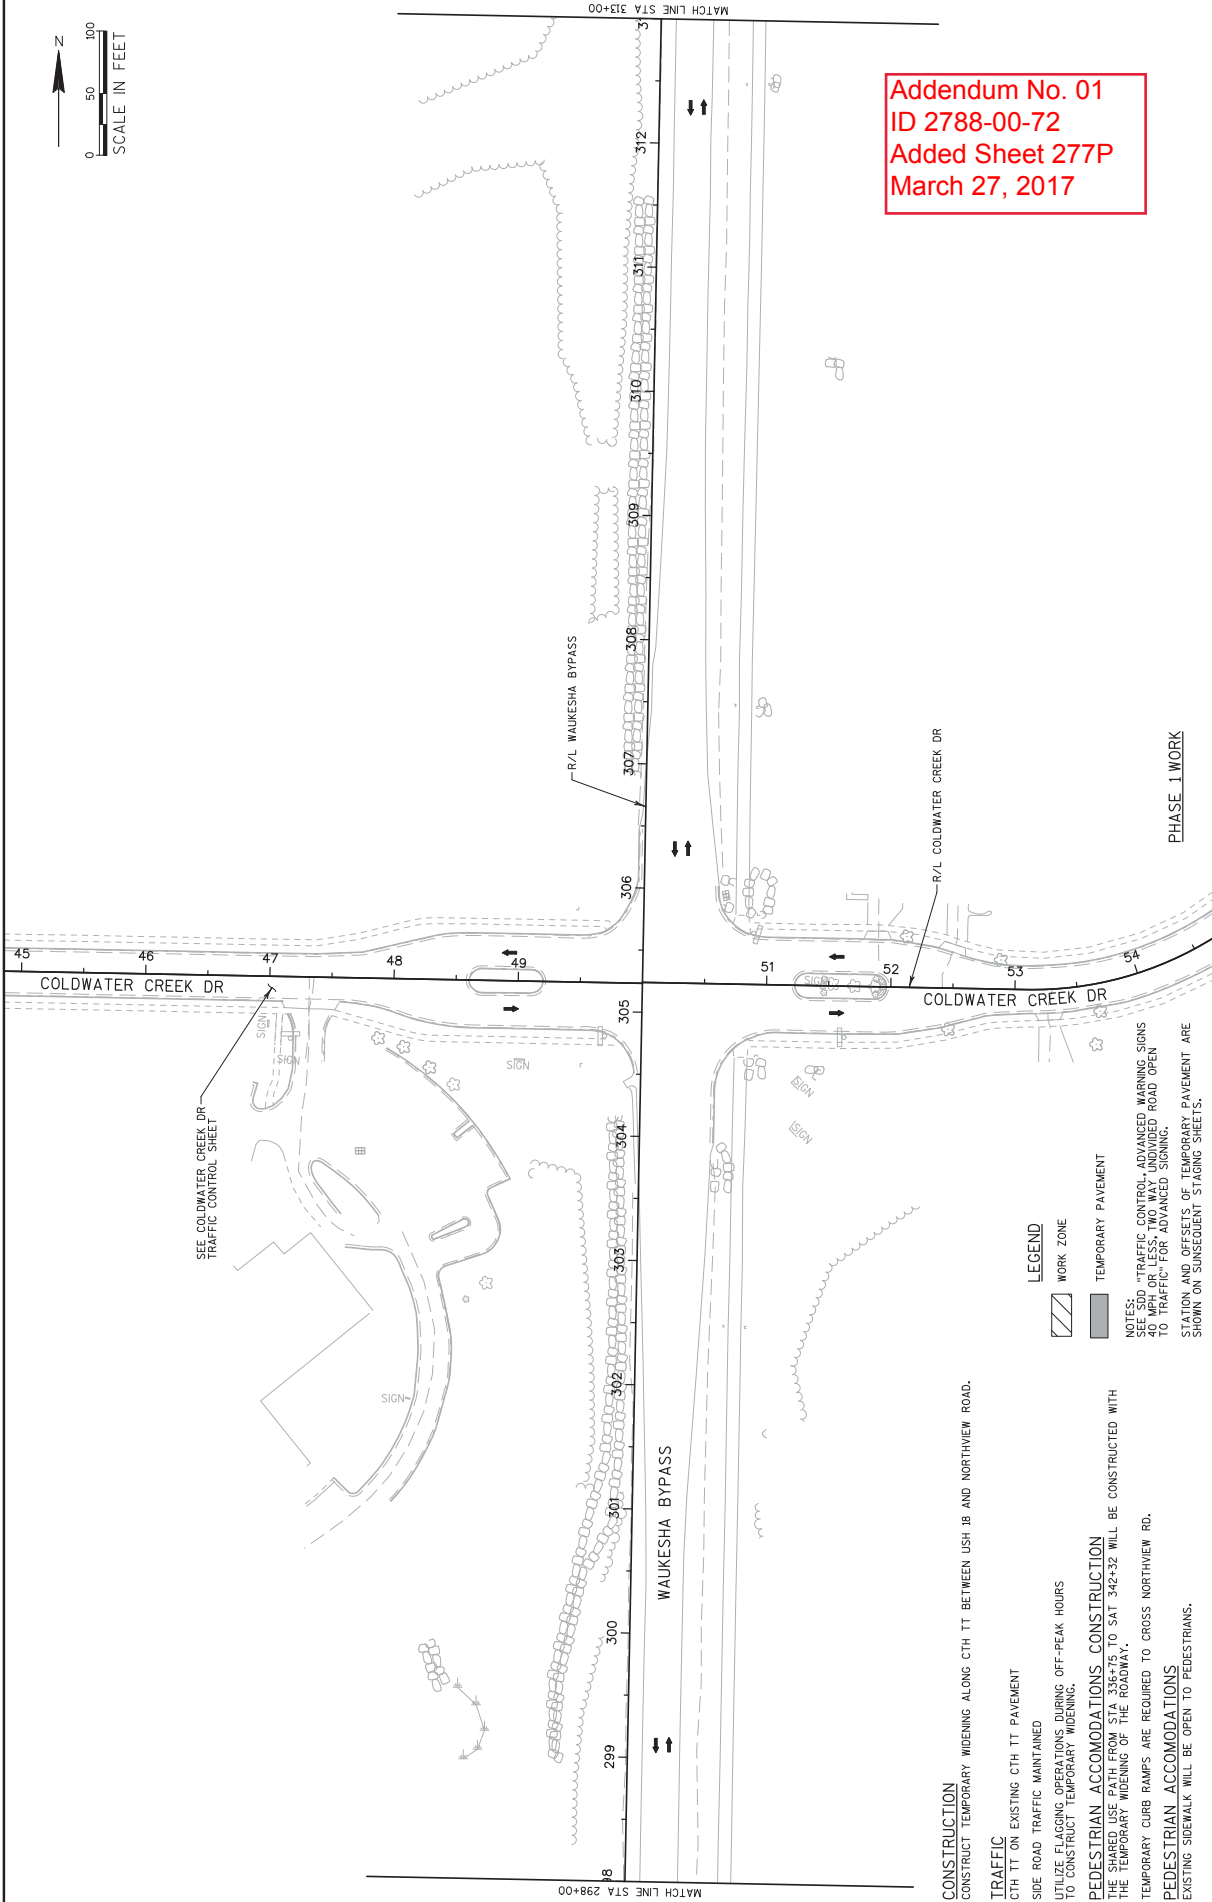 MATCH LINE STA 313+00
N
0 50 100
SCALE IN FEET
Addendum No. 01
ID 2788-00-72
Added Sheet 277P
March 27, 2017
312
311
310
309
308
307
306
305
304
303
302
301
300
299
R/L WAUKESHA BYPASS
R/L COLDWATER CREEK DR
PHASE 1 WORK
45
46
47
48
49
51
52
53
54
COLDWATER CREEK DR
COLDWATER CREEK DR
SIGN
SIGN
SIGN
SIGN
SIGN
SIGN
SIGN
SEE COLDWATER CREEK DR
TRAFFIC CONTROL SHEET
WAUKESHA BYPASS
LEGEND
WORK ZONE
TEMPORARY PAVEMENT
NOTES:
SEE SDD "TRAFFIC CONTROL, ADVANCED WARNING SIGNS
40 MPH OR LESS, TWO WAY UNDIVIDED ROAD OPEN
TO TRAFFIC" FOR ADVANCED SIGNING.
STATION AND OFFSETS OF TEMPORARY PAVEMENT ARE
SHOWN ON SUNSEQUENT STAGING SHEETS.
CONSTRUCTION
CONSTRUCT TEMPORARY WIDENING ALONG CTH TT BETWEEN USH 18 AND NORTHVIEW ROAD.
TRAFFIC
CTH TT ON EXISTING CTH TT PAVEMENT
SIDE ROAD TRAFFIC MAINTAINED
UTILIZE FLAGGING OPERATIONS DURING OFF-PEAK HOURS
TO CONSTRUCT TEMPORARY WIDENING.
PEDESTRIAN ACCOMODATIONS CONSTRUCTION
THE SHARED USE PATH FROM STA 336+75 TO SAT 342+32 WILL BE CONSTRUCTED WITH
THE TEMPORARY WIDENING OF THE ROADWAY.
TEMPORARY CURB RAMPS ARE REQUIRED TO CROSS NORTHVIEW RD.
PEDESTRIAN ACCOMODATIONS
EXISTING SIDEWALK WILL BE OPEN TO PEDESTRIANS.
MATCH LINE STA 298+00